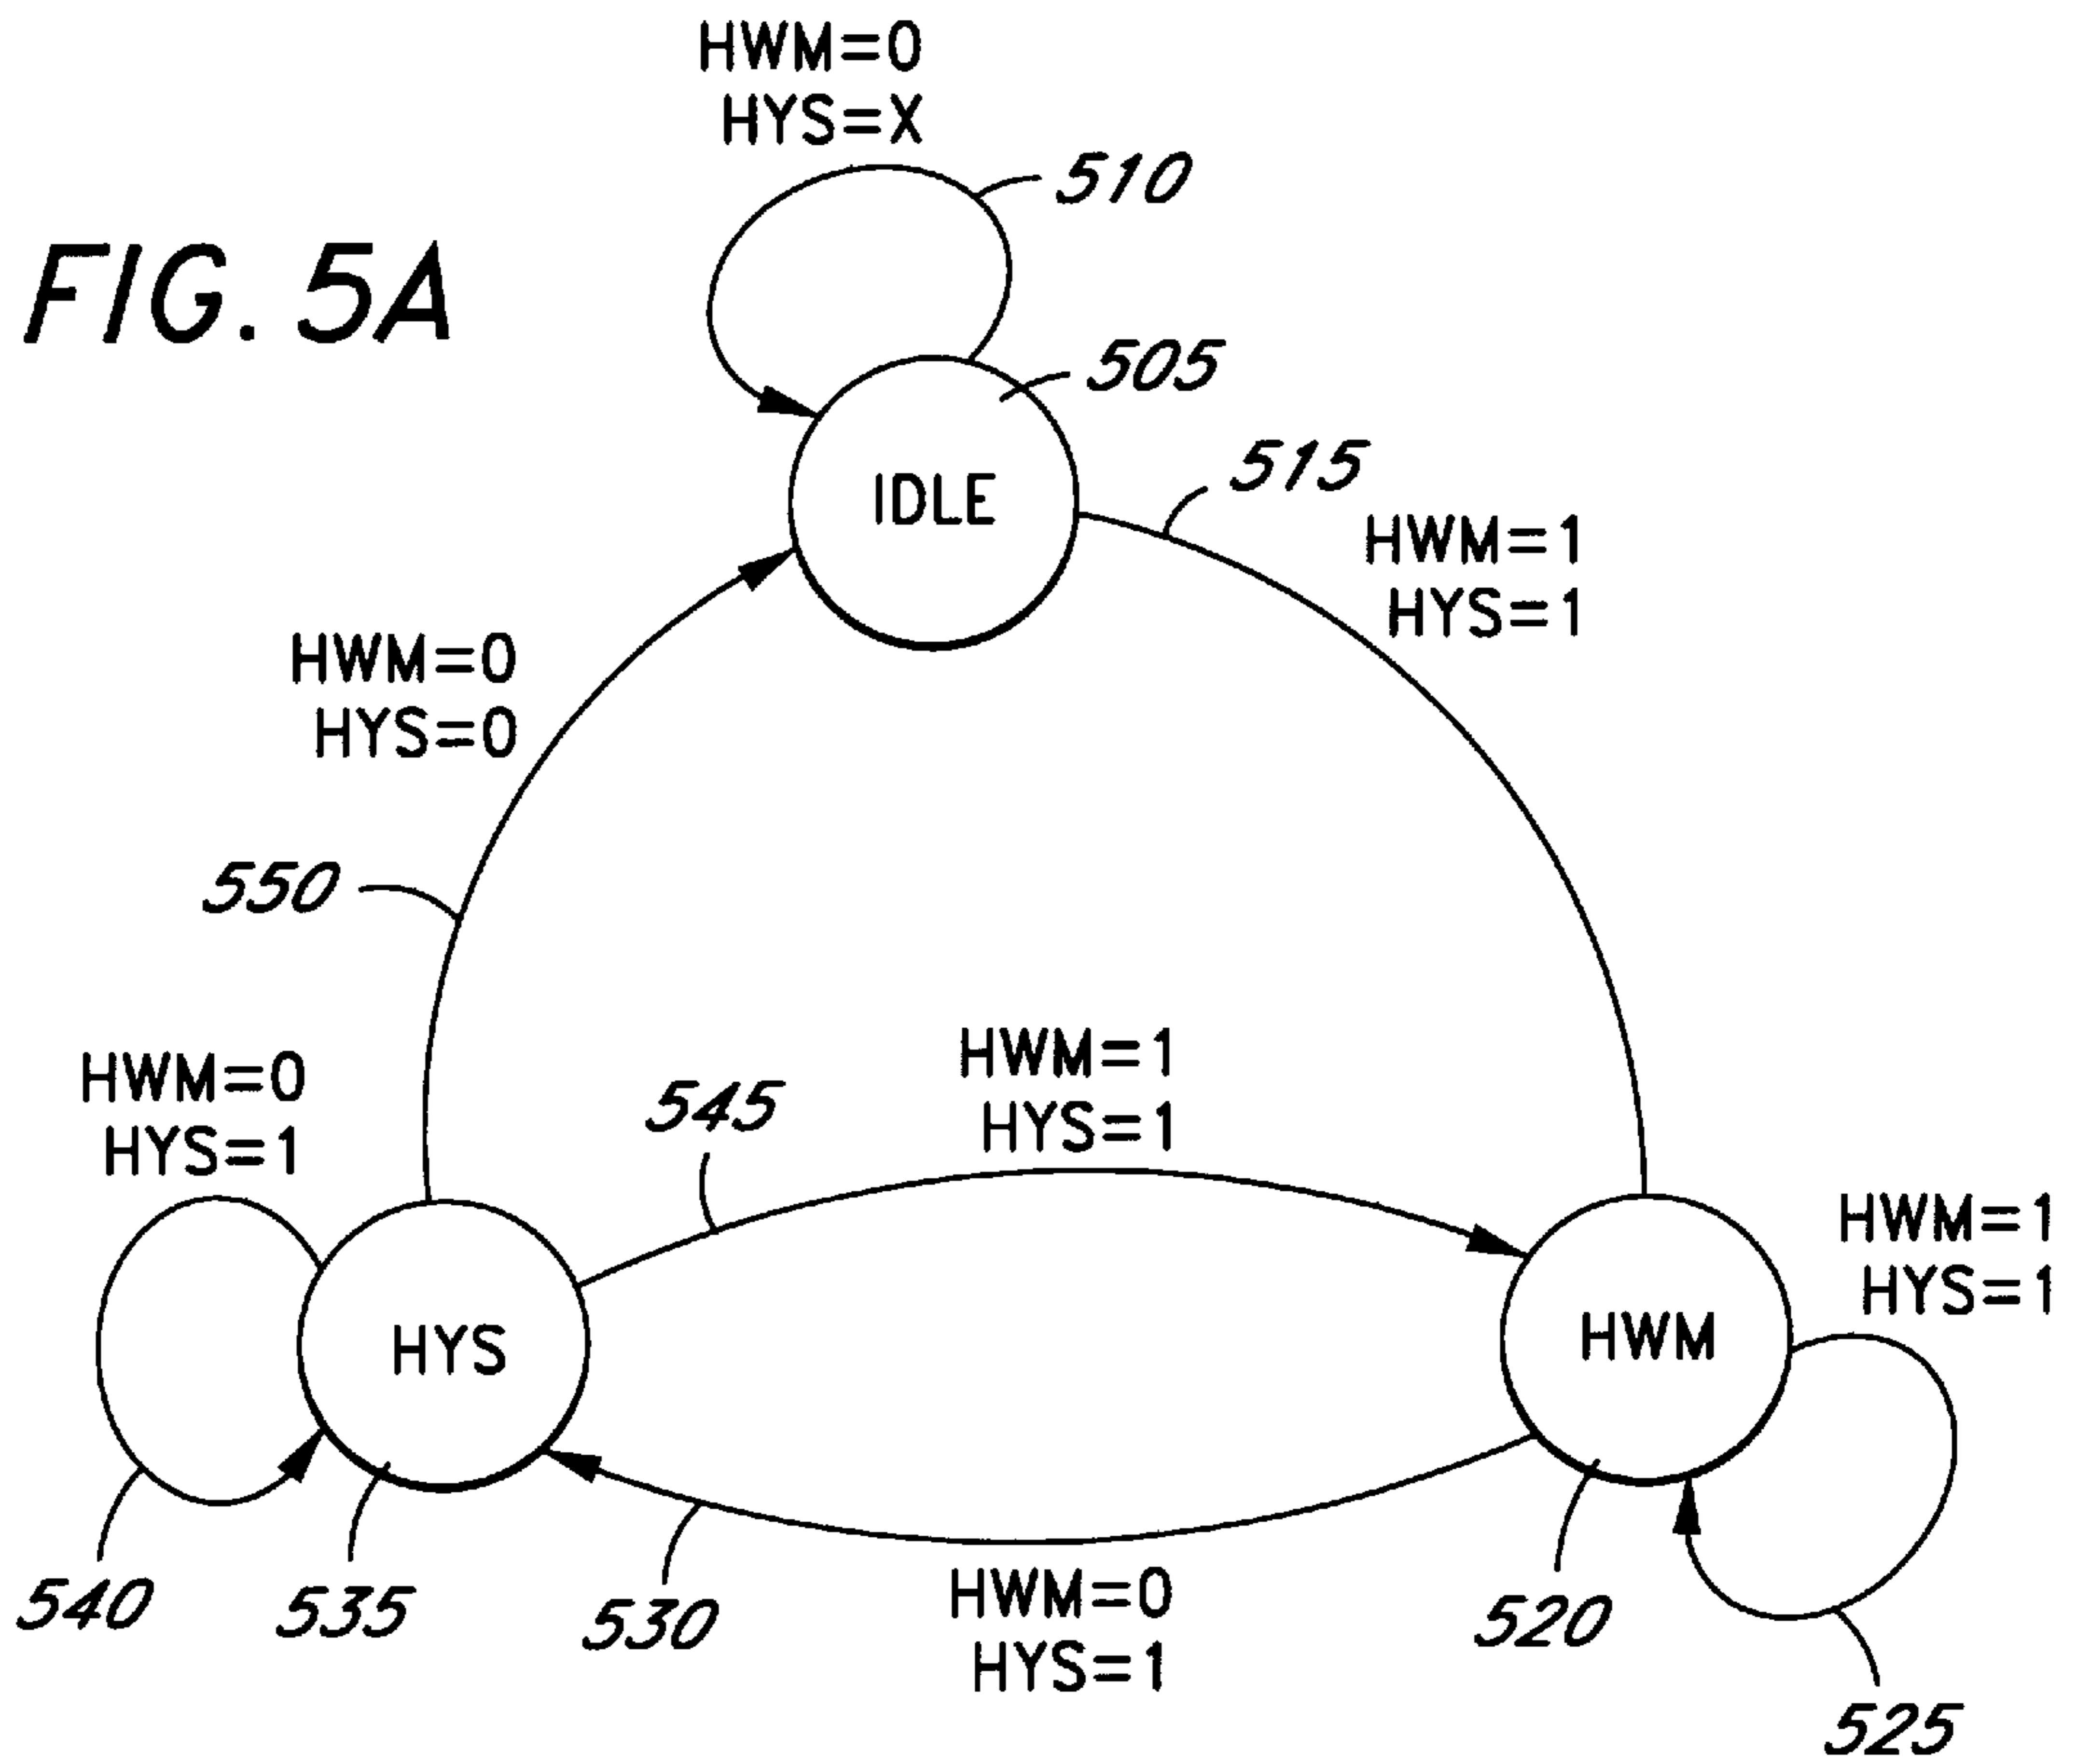 HWM=0
HYS=X
510
FIG. 5A
505
515
IDLE
HWM=1
HYS=1
HWM=0
HYS=0
550
HWM=1
HYS=1
HWM=0
HYS=1
545
HWM=1
HYS=1
HYS
HWM
540
535
530
HWM=0
HYS=1
520
525